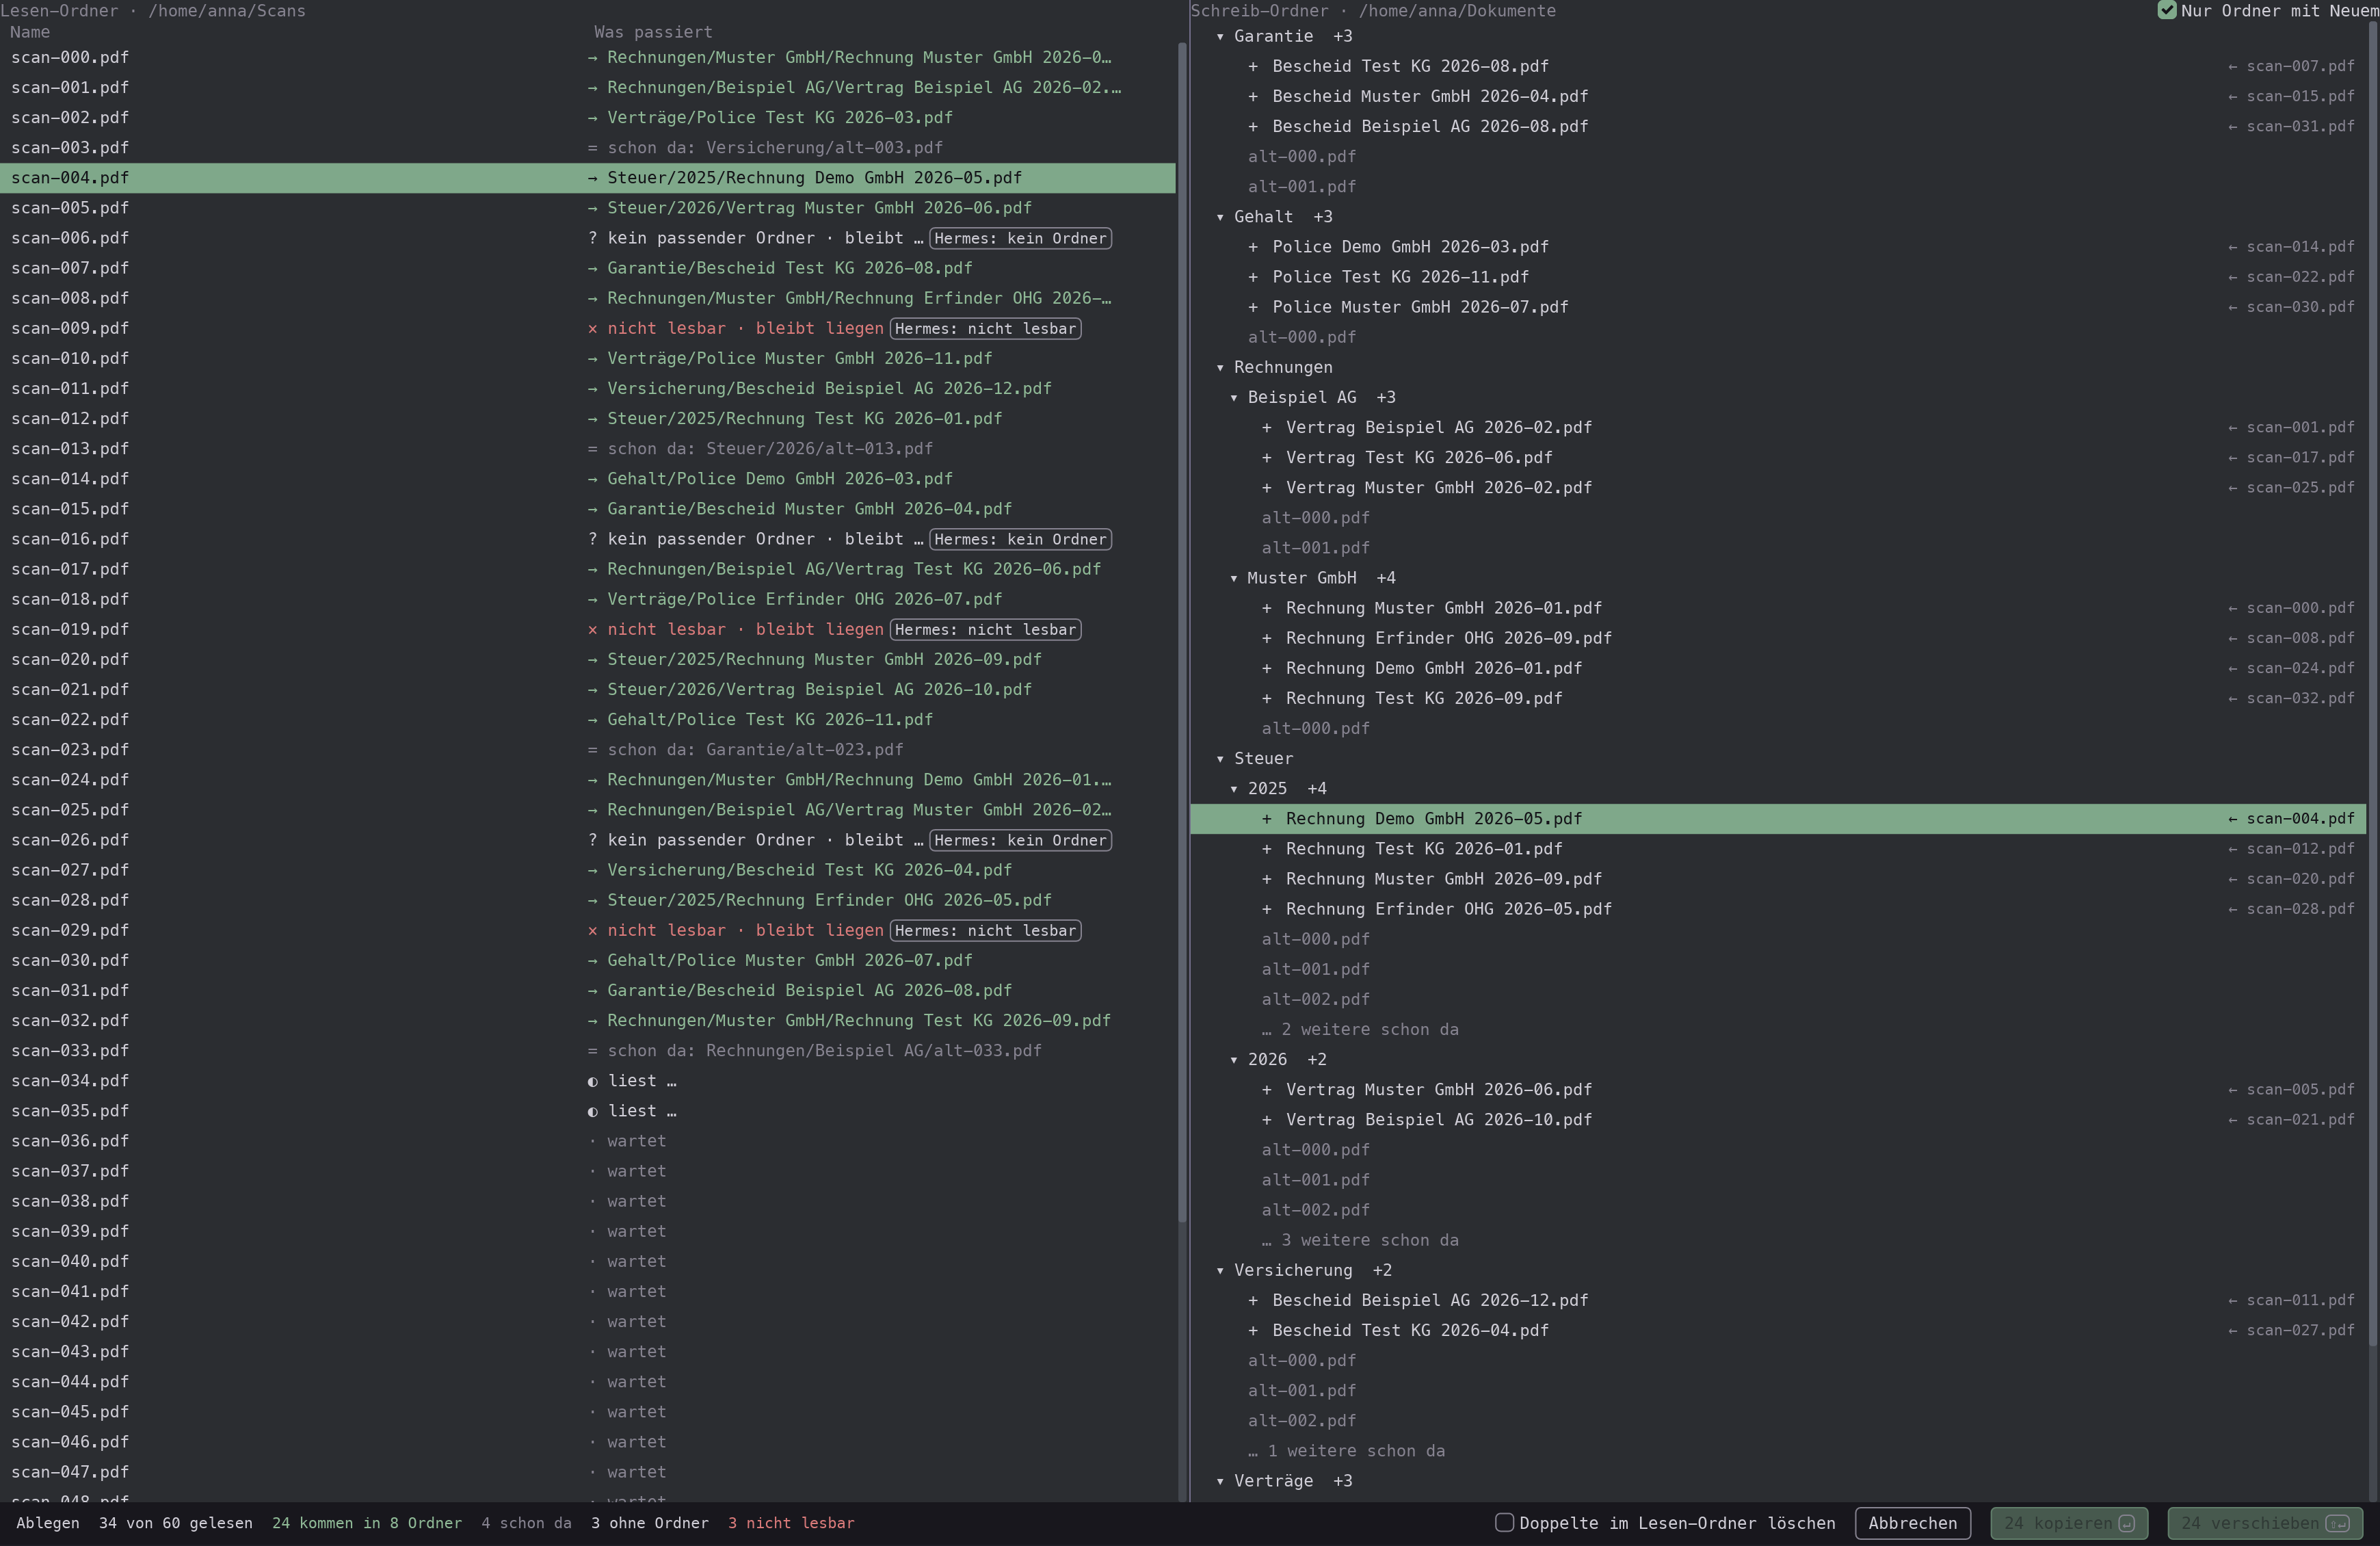 Lesen-Ordner · /home/anna/Scans
Name Was passiert
scan-000.pdf → Rechnungen/Muster GmbH/Rechnung Muster GmbH 2026-0…
scan-001.pdf → Rechnungen/Beispiel AG/Vertrag Beispiel AG 2026-02.…
scan-002.pdf → Verträge/Police Test KG 2026-03.pdf
scan-003.pdf = schon da: Versicherung/alt-003.pdf
scan-004.pdf → Steuer/2025/Rechnung Demo GmbH 2026-05.pdf
scan-005.pdf → Steuer/2026/Vertrag Muster GmbH 2026-06.pdf
scan-006.pdf ? kein passender Ordner · bleibt … Hermes: kein Ordner
scan-007.pdf → Garantie/Bescheid Test KG 2026-08.pdf
scan-008.pdf → Rechnungen/Muster GmbH/Rechnung Erfinder OHG 2026-…
scan-009.pdf × nicht lesbar · bleibt liegen Hermes: nicht lesbar
scan-010.pdf → Verträge/Police Muster GmbH 2026-11.pdf
scan-011.pdf → Versicherung/Bescheid Beispiel AG 2026-12.pdf
scan-012.pdf → Steuer/2025/Rechnung Test KG 2026-01.pdf
scan-013.pdf = schon da: Steuer/2026/alt-013.pdf
scan-014.pdf → Gehalt/Police Demo GmbH 2026-03.pdf
scan-015.pdf → Garantie/Bescheid Muster GmbH 2026-04.pdf
scan-016.pdf ? kein passender Ordner · bleibt … Hermes: kein Ordner
scan-017.pdf → Rechnungen/Beispiel AG/Vertrag Test KG 2026-06.pdf
scan-018.pdf → Verträge/Police Erfinder OHG 2026-07.pdf
scan-019.pdf × nicht lesbar · bleibt liegen Hermes: nicht lesbar
scan-020.pdf → Steuer/2025/Rechnung Muster GmbH 2026-09.pdf
scan-021.pdf → Steuer/2026/Vertrag Beispiel AG 2026-10.pdf
scan-022.pdf → Gehalt/Police Test KG 2026-11.pdf
scan-023.pdf = schon da: Garantie/alt-023.pdf
scan-024.pdf → Rechnungen/Muster GmbH/Rechnung Demo GmbH 2026-01.…
scan-025.pdf → Rechnungen/Beispiel AG/Vertrag Muster GmbH 2026-02…
scan-026.pdf ? kein passender Ordner · bleibt … Hermes: kein Ordner
scan-027.pdf → Versicherung/Bescheid Test KG 2026-04.pdf
scan-028.pdf → Steuer/2025/Rechnung Erfinder OHG 2026-05.pdf
scan-029.pdf × nicht lesbar · bleibt liegen Hermes: nicht lesbar
scan-030.pdf → Gehalt/Police Muster GmbH 2026-07.pdf
scan-031.pdf → Garantie/Bescheid Beispiel AG 2026-08.pdf
scan-032.pdf → Rechnungen/Muster GmbH/Rechnung Test KG 2026-09.pdf
scan-033.pdf = schon da: Rechnungen/Beispiel AG/alt-033.pdf
scan-034.pdf ◐ liest …
scan-035.pdf ◐ liest …
scan-036.pdf · wartet
scan-037.pdf · wartet
scan-038.pdf · wartet
scan-039.pdf · wartet
scan-040.pdf · wartet
scan-041.pdf · wartet
scan-042.pdf · wartet
scan-043.pdf · wartet
scan-044.pdf · wartet
scan-045.pdf · wartet
scan-046.pdf · wartet
scan-047.pdf · wartet
scan-048.pdf · wartet
Schreib-Ordner · /home/anna/Dokumente Nur Ordner mit Neuem
▾ Garantie +3
+ Bescheid Test KG 2026-08.pdf ← scan-007.pdf
+ Bescheid Muster GmbH 2026-04.pdf ← scan-015.pdf
+ Bescheid Beispiel AG 2026-08.pdf ← scan-031.pdf
alt-000.pdf
alt-001.pdf
▾ Gehalt +3
+ Police Demo GmbH 2026-03.pdf ← scan-014.pdf
+ Police Test KG 2026-11.pdf ← scan-022.pdf
+ Police Muster GmbH 2026-07.pdf ← scan-030.pdf
alt-000.pdf
▾ Rechnungen
▾ Beispiel AG +3
+ Vertrag Beispiel AG 2026-02.pdf ← scan-001.pdf
+ Vertrag Test KG 2026-06.pdf ← scan-017.pdf
+ Vertrag Muster GmbH 2026-02.pdf ← scan-025.pdf
alt-000.pdf
alt-001.pdf
▾ Muster GmbH +4
+ Rechnung Muster GmbH 2026-01.pdf ← scan-000.pdf
+ Rechnung Erfinder OHG 2026-09.pdf ← scan-008.pdf
+ Rechnung Demo GmbH 2026-01.pdf ← scan-024.pdf
+ Rechnung Test KG 2026-09.pdf ← scan-032.pdf
alt-000.pdf
▾ Steuer
▾ 2025 +4
+ Rechnung Demo GmbH 2026-05.pdf ← scan-004.pdf
+ Rechnung Test KG 2026-01.pdf ← scan-012.pdf
+ Rechnung Muster GmbH 2026-09.pdf ← scan-020.pdf
+ Rechnung Erfinder OHG 2026-05.pdf ← scan-028.pdf
alt-000.pdf
alt-001.pdf
alt-002.pdf
… 2 weitere schon da
▾ 2026 +2
+ Vertrag Muster GmbH 2026-06.pdf ← scan-005.pdf
+ Vertrag Beispiel AG 2026-10.pdf ← scan-021.pdf
alt-000.pdf
alt-001.pdf
alt-002.pdf
… 3 weitere schon da
▾ Versicherung +2
+ Bescheid Beispiel AG 2026-12.pdf ← scan-011.pdf
+ Bescheid Test KG 2026-04.pdf ← scan-027.pdf
alt-000.pdf
alt-001.pdf
alt-002.pdf
… 1 weitere schon da
▾ Verträge +3
Ablegen 34 von 60 gelesen 24 kommen in 8 Ordner 4 schon da 3 ohne Ordner 3 nicht lesbar Doppelte im Lesen-Ordner löschen Abbrechen 24 kopieren ↵ 24 verschieben ⇧↵